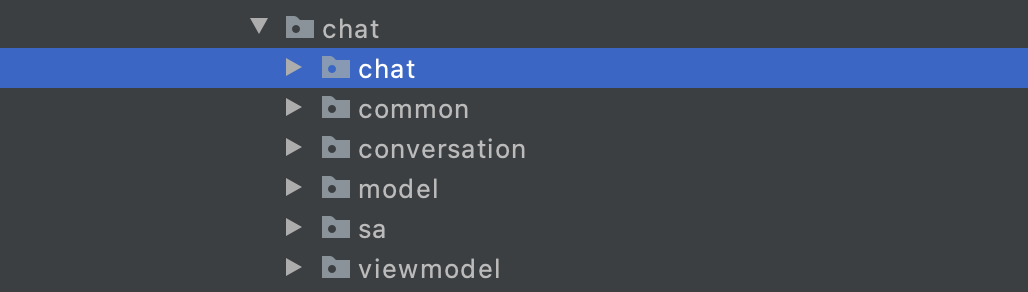 chat
chat
common
conversation
model
sa
viewmodel